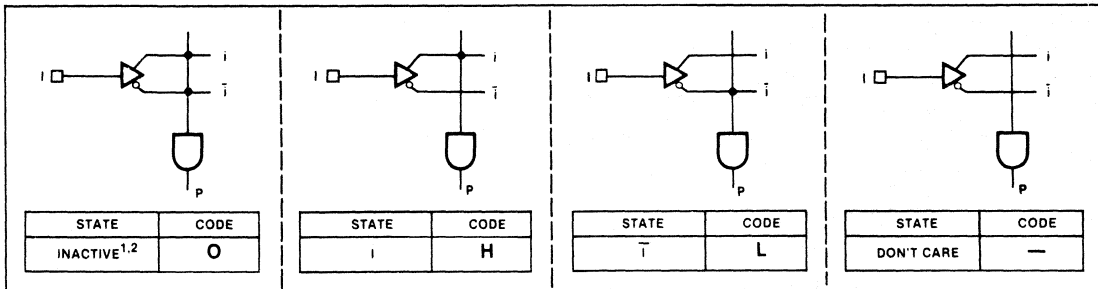 I i ī P
STATE CODE
INACTIVE1,2 O
I i ī P
STATE CODE
I H
I i ī P
STATE CODE
Ī L
I i ī P
STATE CODE
DON'T CARE —